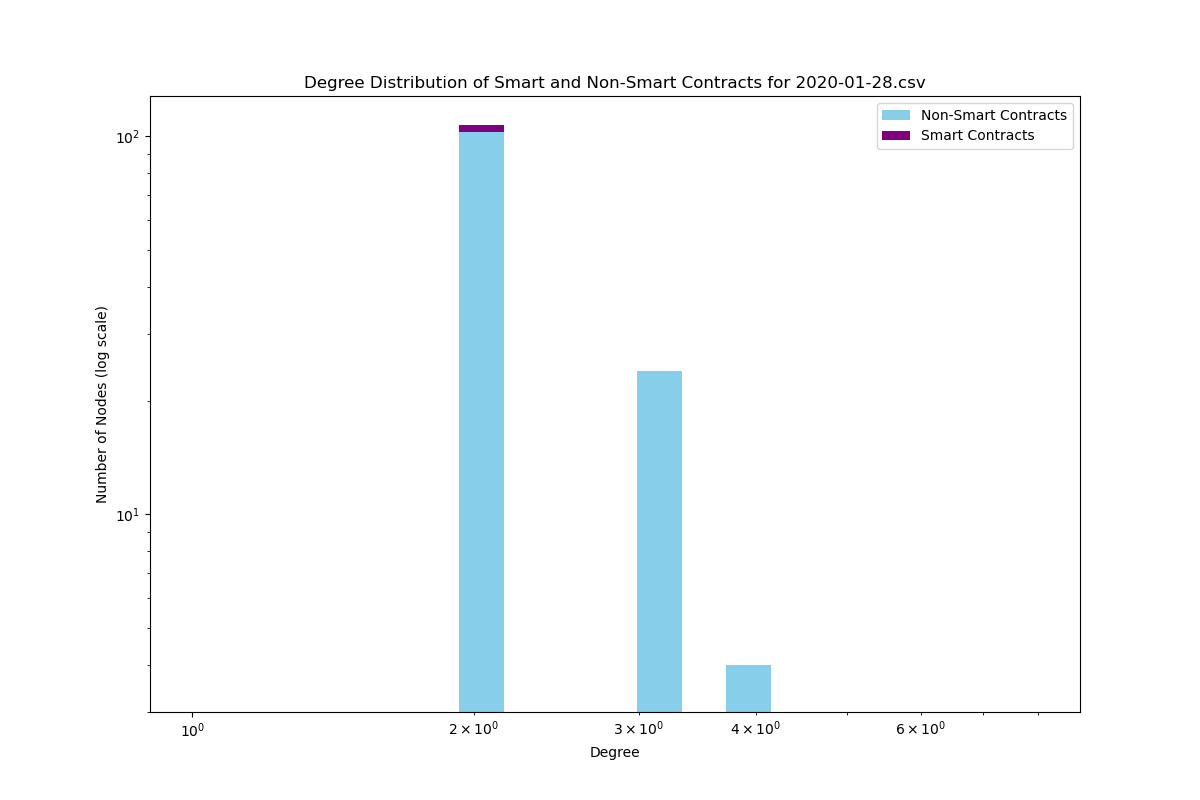 Degree Distribution of Smart and Non-Smart Contracts for 2020-01-28.csv
Non-Smart Contracts
Smart Contracts
10²
10¹
Number of Nodes (log scale)
10⁰
2 × 10⁰
3 × 10⁰
4 × 10⁰
6 × 10⁰
Degree